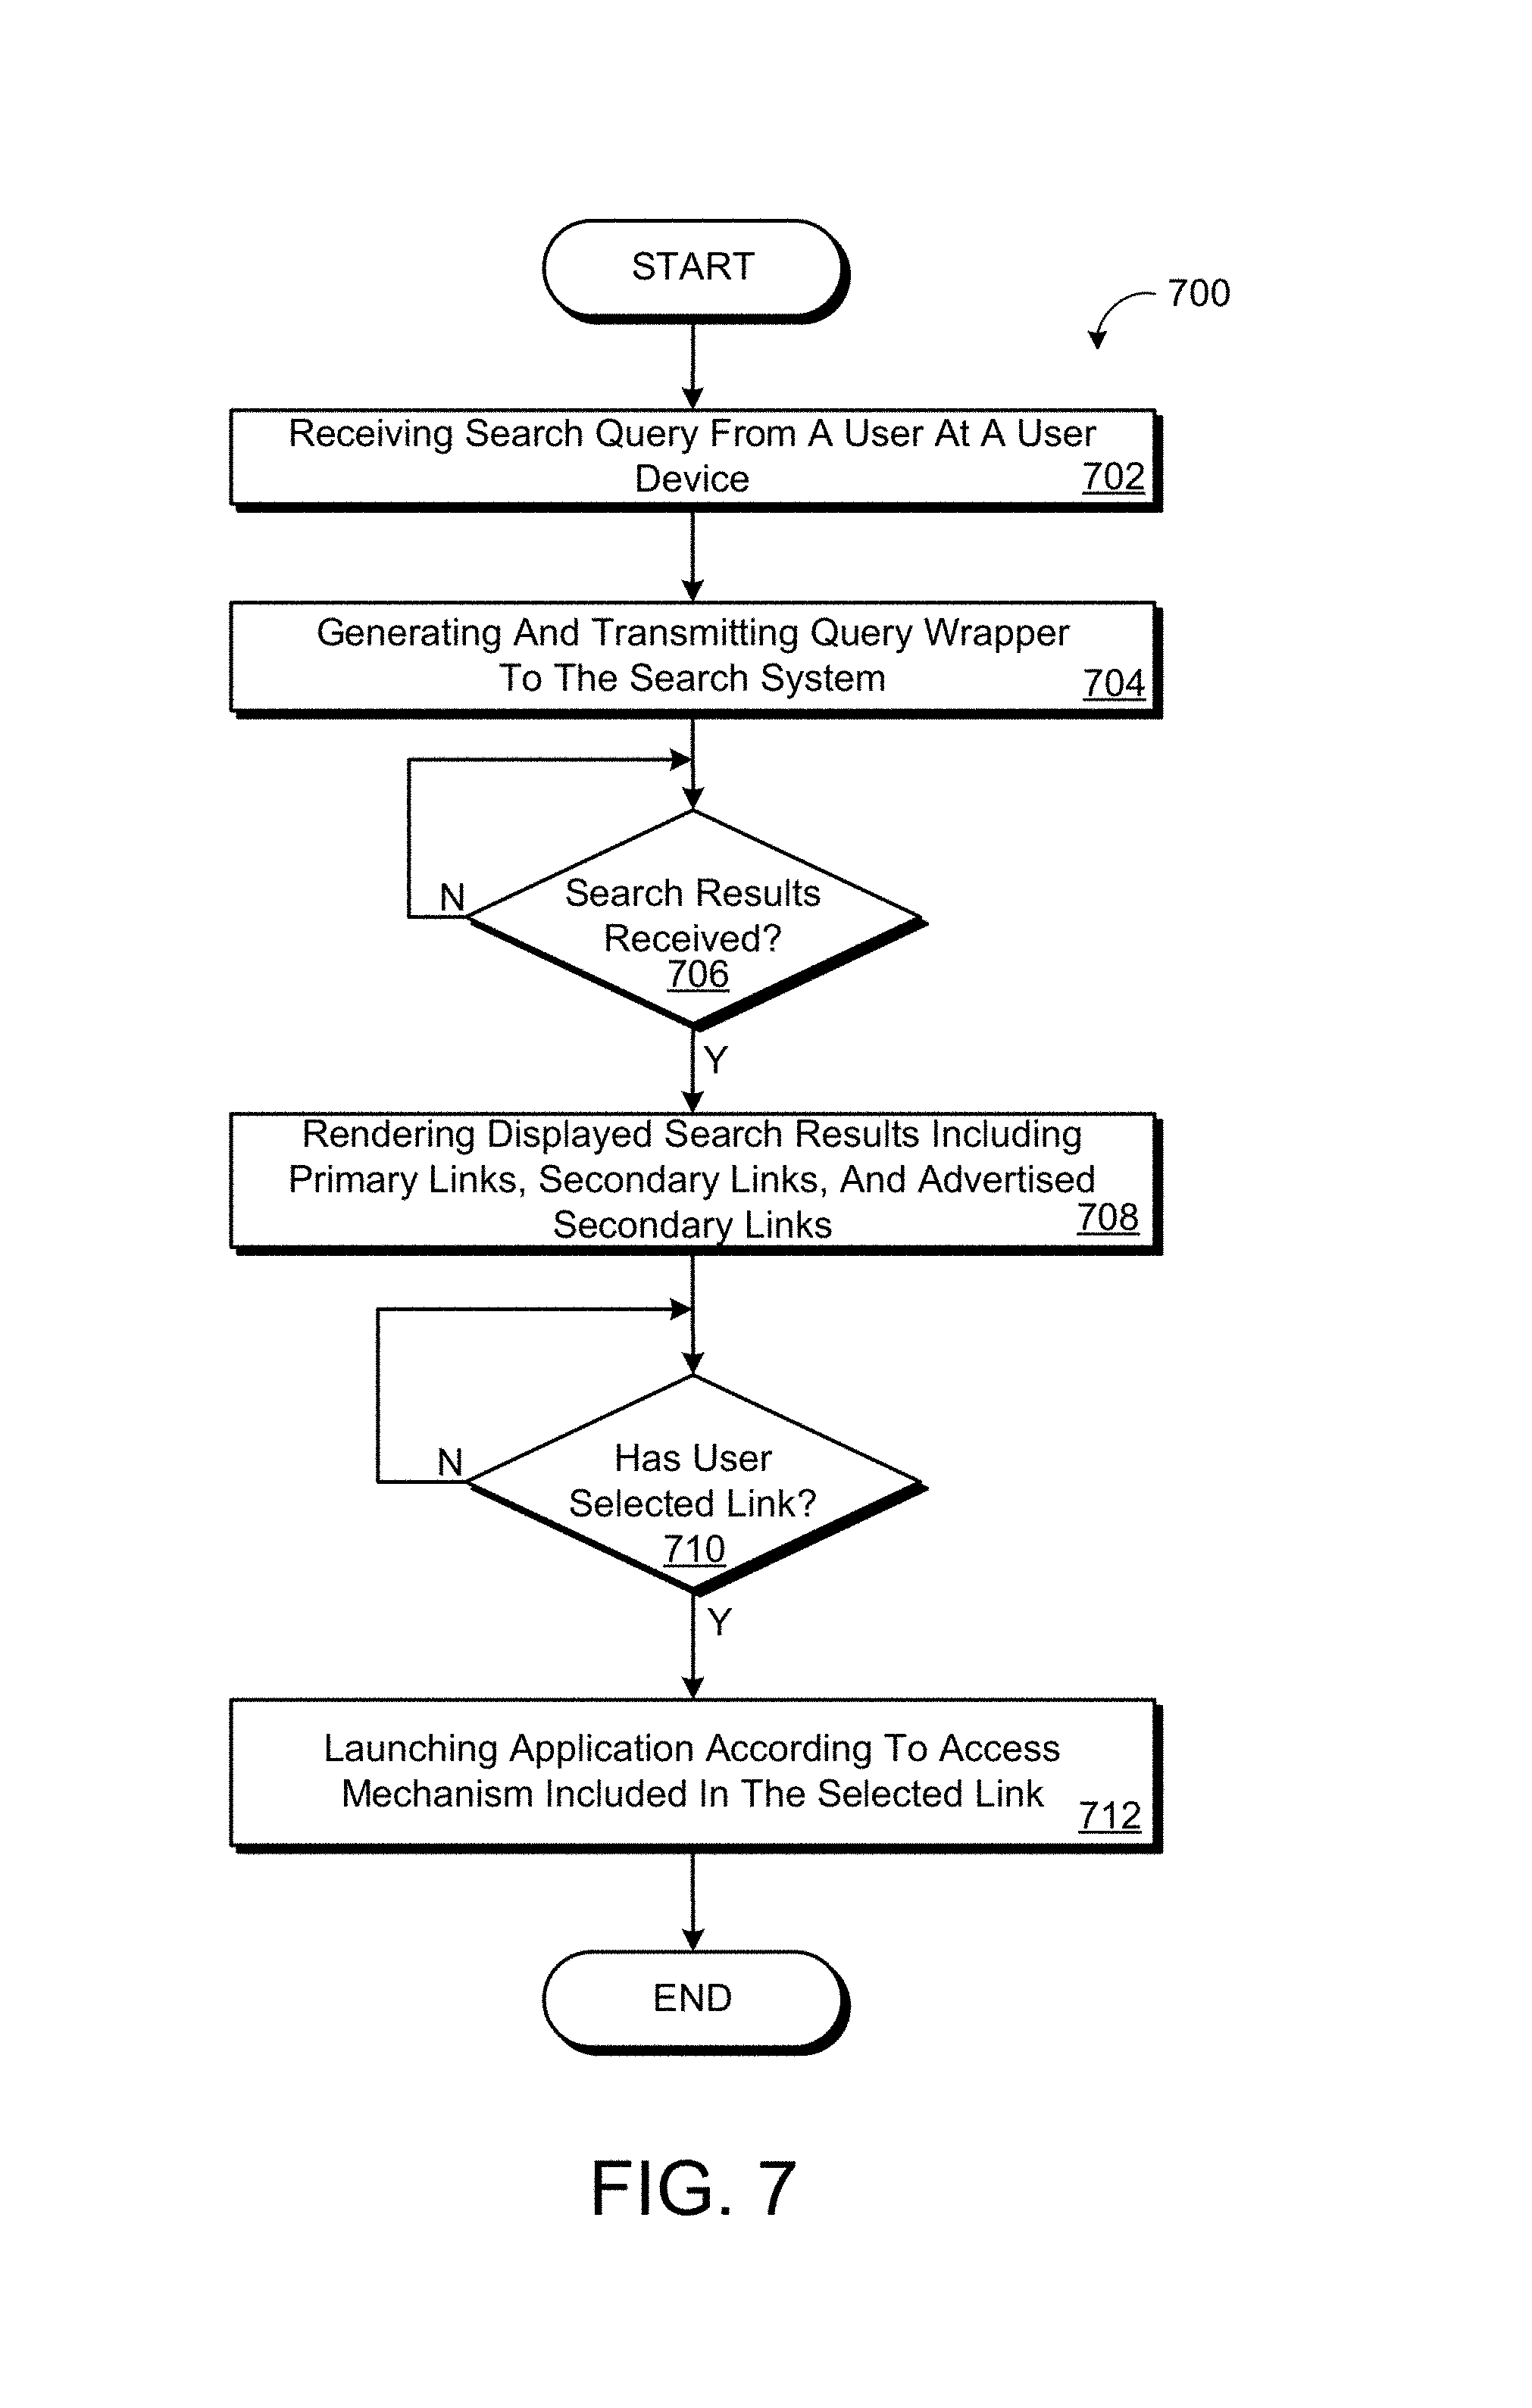 START
700
Receiving Search Query From A User At A User
Device
702
Generating And Transmitting Query Wrapper
To The Search System
704
N
Search Results
Received?
706
Y
Rendering Displayed Search Results Including
Primary Links, Secondary Links, And Advertised
Secondary Links
708
N
Has User
Selected Link?
710
Y
Launching Application According To Access
Mechanism Included In The Selected Link
712
END
FIG. 7